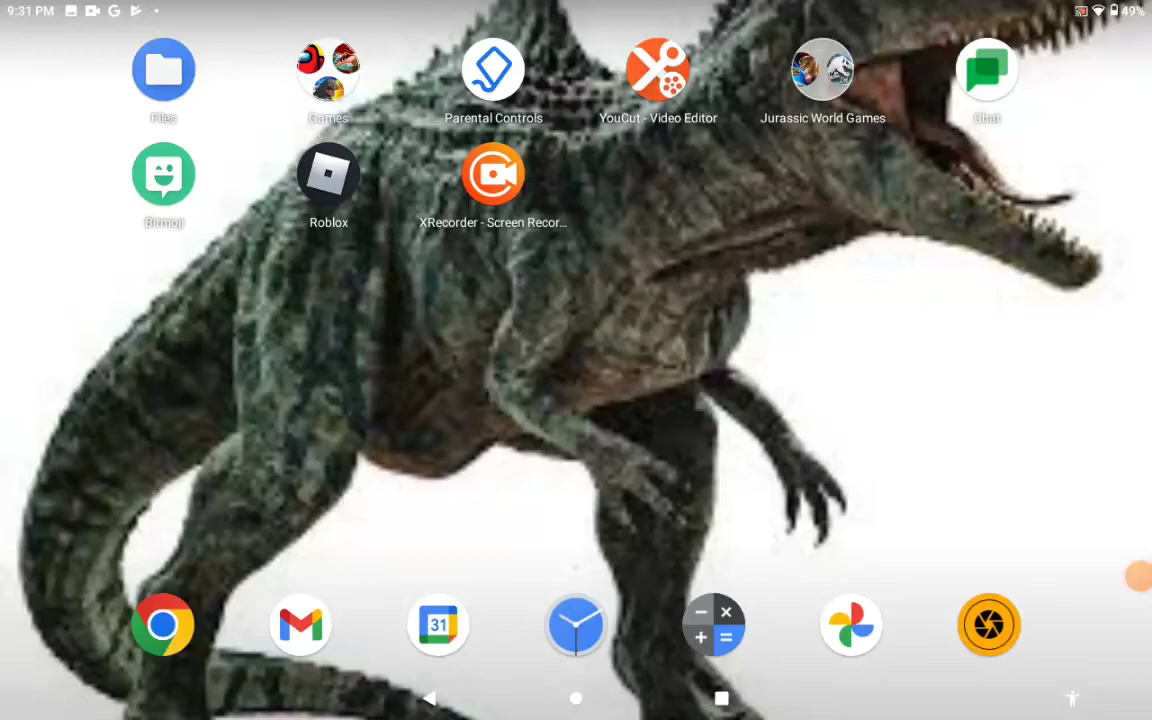 9:31 PM
49%
Files
Games
Parental Controls
YouCut - Video Editor
Jurassic World Games
Chat
Bitmoji
Roblox
XRecorder - Screen Recor...
31